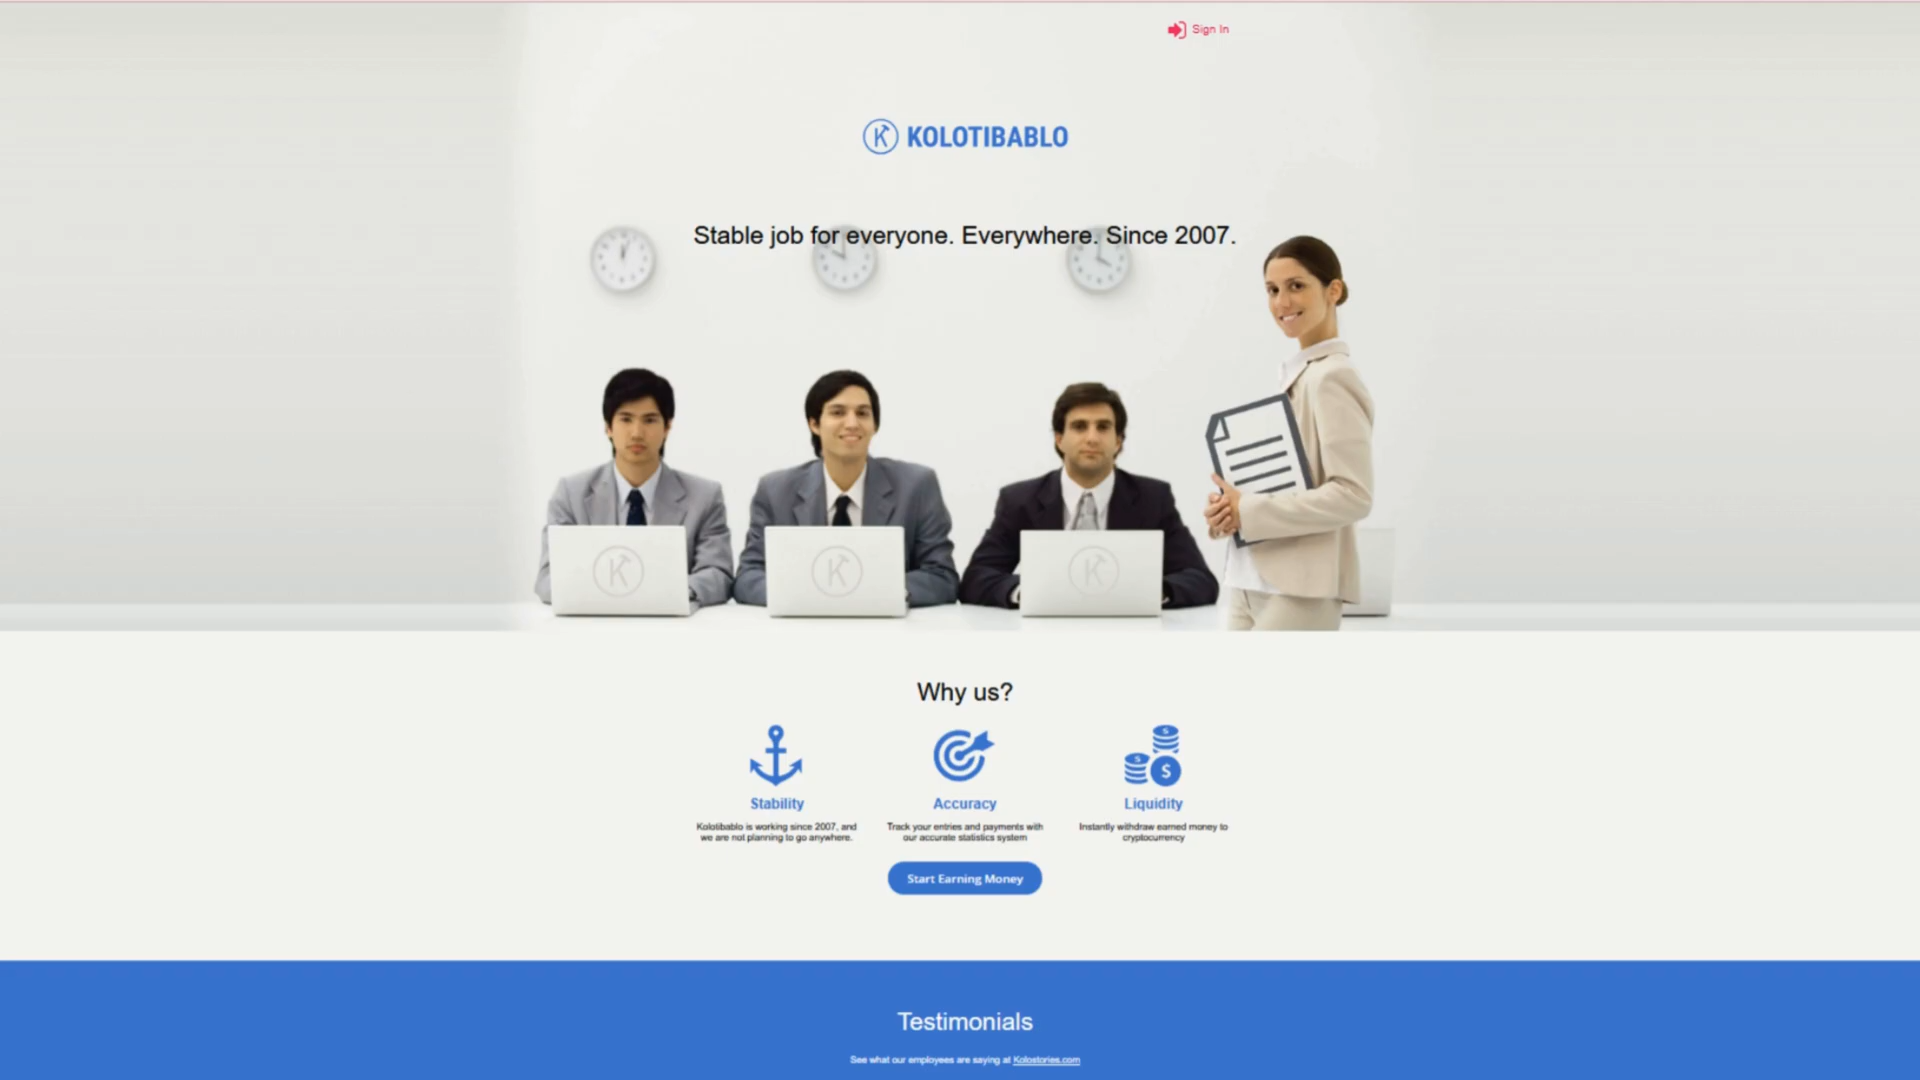 Sign In
KOLOTIBABLO
Stable job for everyone. Everywhere. Since 2007.
K
K
K
Why us?
Stability
Kolotibablo is working since 2007, and
we are not planning to go anywhere.
Accuracy
Track your entries and payments with
our accurate statistics system
Liquidity
Instantly withdraw earned money to
cryptocurrency
Start Earning Money
Testimonials
See what our employees are saying at Kolostories.com